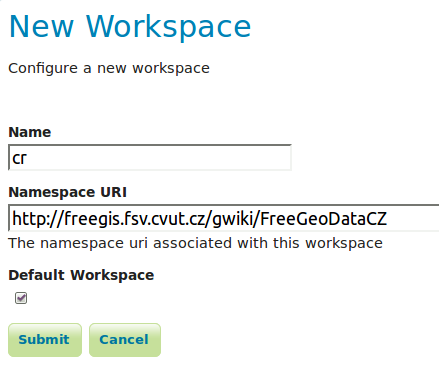 New Workspace
Configure a new workspace
Name
cr
Namespace URI
http://freegis.fsv.cvut.cz/gwiki/FreeGeoDataCZ
The namespace uri associated with this workspace
Default Workspace
Submit Cancel